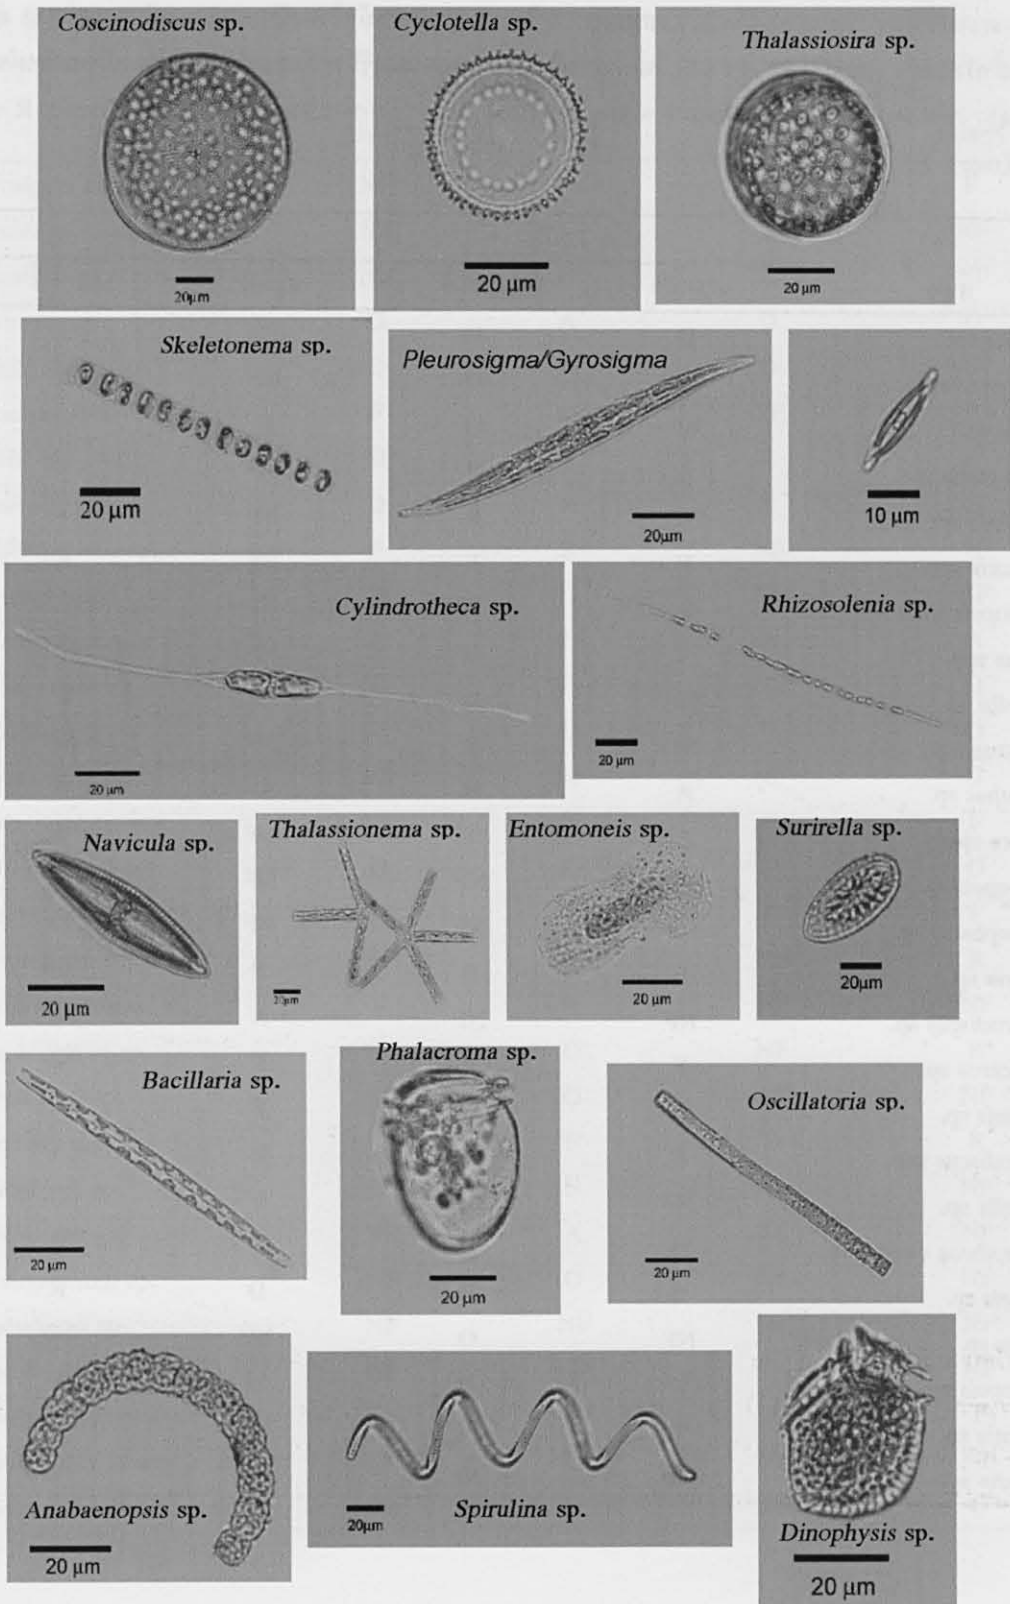 Coscinodiscus sp.
20µm
Cyclotella sp.
20 µm
Thalassiosira sp.
20 µm
Skeletonema sp.
20 µm
Pleurosigma/Gyrosigma
20µm
10 µm
Cylindrotheca sp.
20 µm
Rhizosolenia sp.
20 µm
Navicula sp.
20 µm
Thalassionema sp.
20µm
Entomoneis sp.
20 µm
Surirella sp.
20µm
Bacillaria sp.
20 µm
Phalacroma sp.
20 µm
Oscillatoria sp.
20 µm
Anabaenopsis sp.
20 µm
Spirulina sp.
20µm
Dinophysis sp.
20 µm